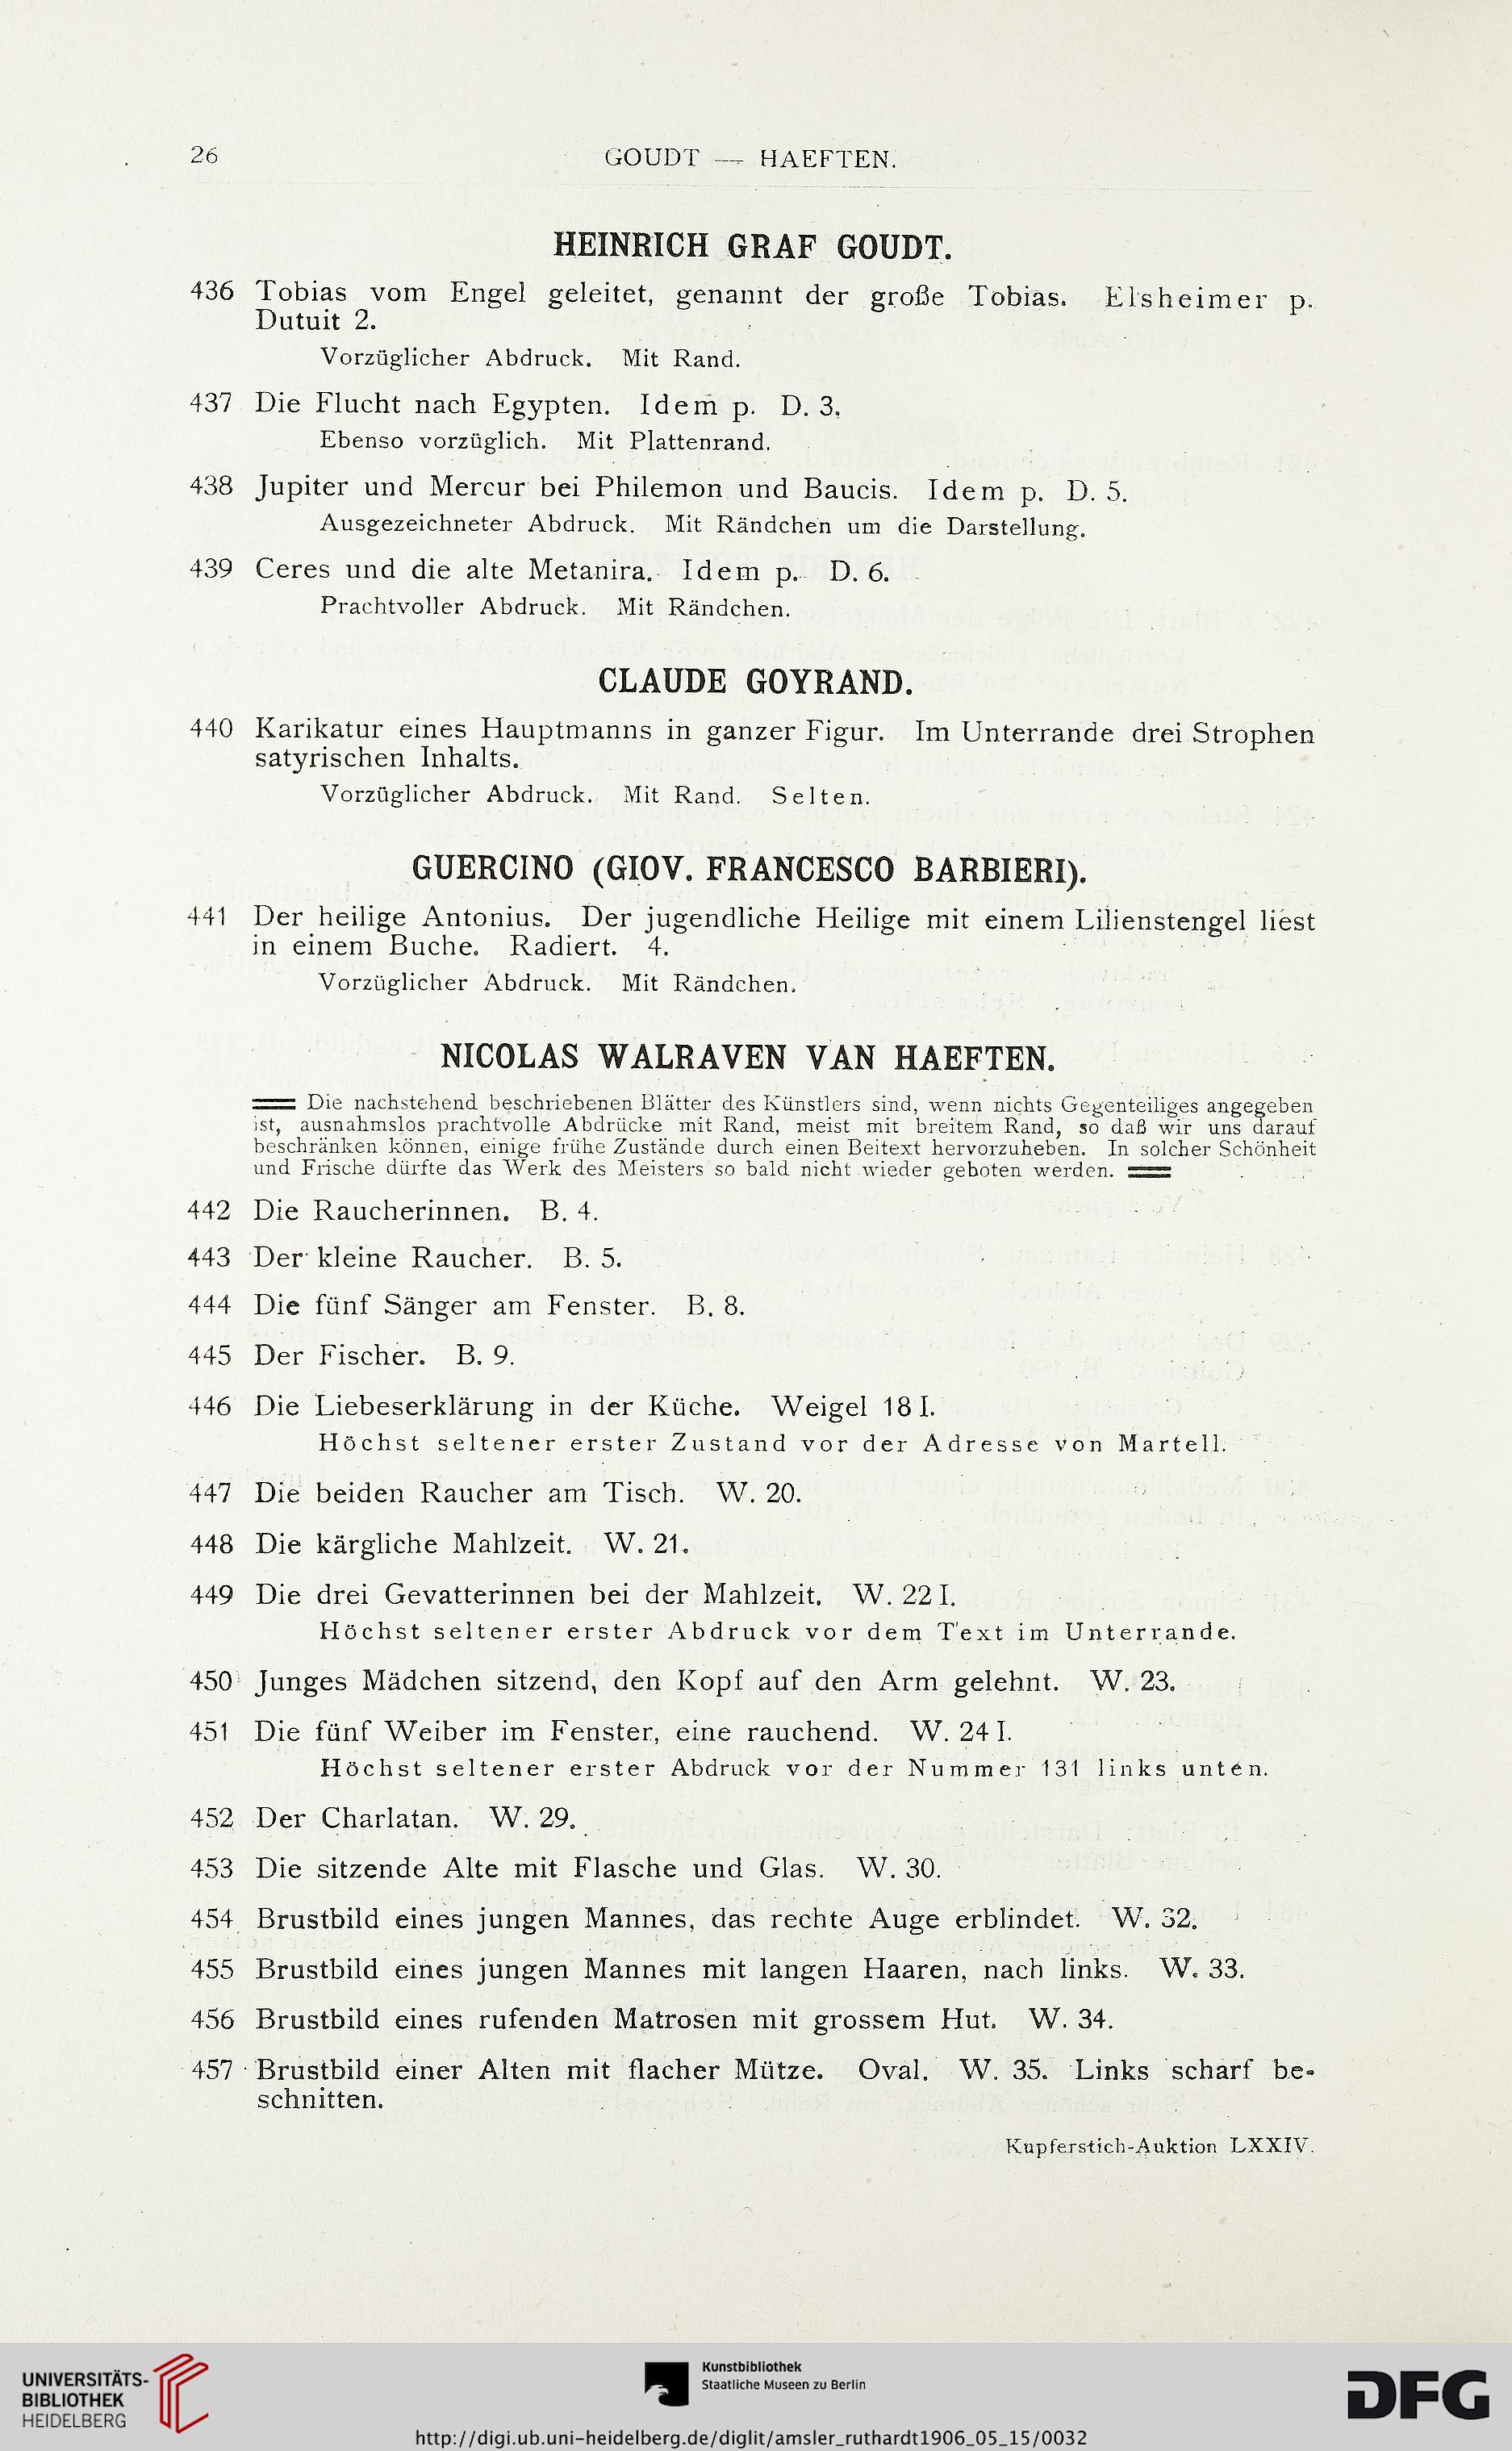 26
GOUDT — HAEFTEN.
HEINRICH GRAF GOUDT.
436 Tobias vom Engel geleitet, genannt der große Tobias. Elsheimer p.
Dutuit 2.
Vorzüglicher Abdruck. Mit Rand.
437 Die Flucht nach Egypten. Idem p. D. 3.
Ebenso vorzüglich. Mit Plattenrand.
438 Jupiter und Mercur bei Philemon und Baucis. Idem p. D. 5.
Ausgezeichneter Abdruck. Mit Rändchen um die Darstellung.
439 Ceres und die alte Metanira. Idem p. D. 6.
Prachtvoller Abdruck. Mit Rändchen.
CLAUDE GOYRAND.
440 Karikatur eines Hauptmanns in ganzer Figur. Im Unterrande drei Strophen
satyrischen Inhalts.
Vorzüglicher Abdruck. Mit Rand. Selten.
GUERCINO (GIOV. FRANCESCO BARBIERI).
441 Der heilige Antonius. Der jugendliche Heilige mit einem Lilienstengel liest
in einem Buche. Radiert. 4.
Vorzüglicher Abdruck. Mit Rändchen.
NICOLAS WALRAVEN VAN HAEFTEN.
Die nachstehend beschriebenen Blätter des Künstlers sind, wenn nichts Gegenteiliges angegeben
ist, ausnahmslos prachtvolle Abdrücke mit Rand, meist mit breitem Rand, so daß wir uns darauf
beschränken können, einige frühe Zustände durch einen Beitext hervorzuheben. In solcher Schönheit
und Frische dürfte das Werk des Meisters so bald nicht wieder geboten werden.
442 Die Raucherinnen. B. 4.
443 Der kleine Raucher. B. 5.
444 Die fünf Sänger am Fenster. B. 8.
445 Der Fischer. B. 9.
446 Die Liebeserklärung in der Küche. Weigel 18 I.
Höchst seltener erster Zustand vor der Adresse von Martell.
447 Die beiden Raucher am Tisch. W. 20.
448 Die kärgliche Mahlzeit. W. 21.
449 Die drei Gevatterinnen bei der Mahlzeit. W. 22 I.
Höchst seltener erster Abdruck vor dem Text im Unterrande.
450 Junges Mädchen sitzend, den Kopf auf den Arm gelehnt. W. 23.
451 Die fünf Weiber im Fenster, eine rauchend. W. 24 I.
Höchst seltener erster Abdruck vor der Nummer 131 links unten.
452 Der Charlatan. W. 29.
453 Die sitzende Alte mit Flasche und Glas. W. 30.
454 Brustbild eines jungen Mannes, das rechte Auge erblindet. W. 32.
455 Brustbild eines jungen Mannes mit langen Haaren, nach links. W. 33.
456 Brustbild eines rufenden Matrosen mit grossem Hut. W. 34.
457 Brustbild einer Alten mit flacher Mütze. Oval. W. 35. Links scharf be-
schnitten.
Kupferstich-Auktion LXXIV.
UNIVERSITÄTS-
BIBLIOTHEK
HEIDELBERG
Kunstbibliothek
Staatliche Museen zu Berlin
DFG
http://digi.ub.uni-heidelberg.de/diglit/amsler_ruthardt1906_05_15/0032